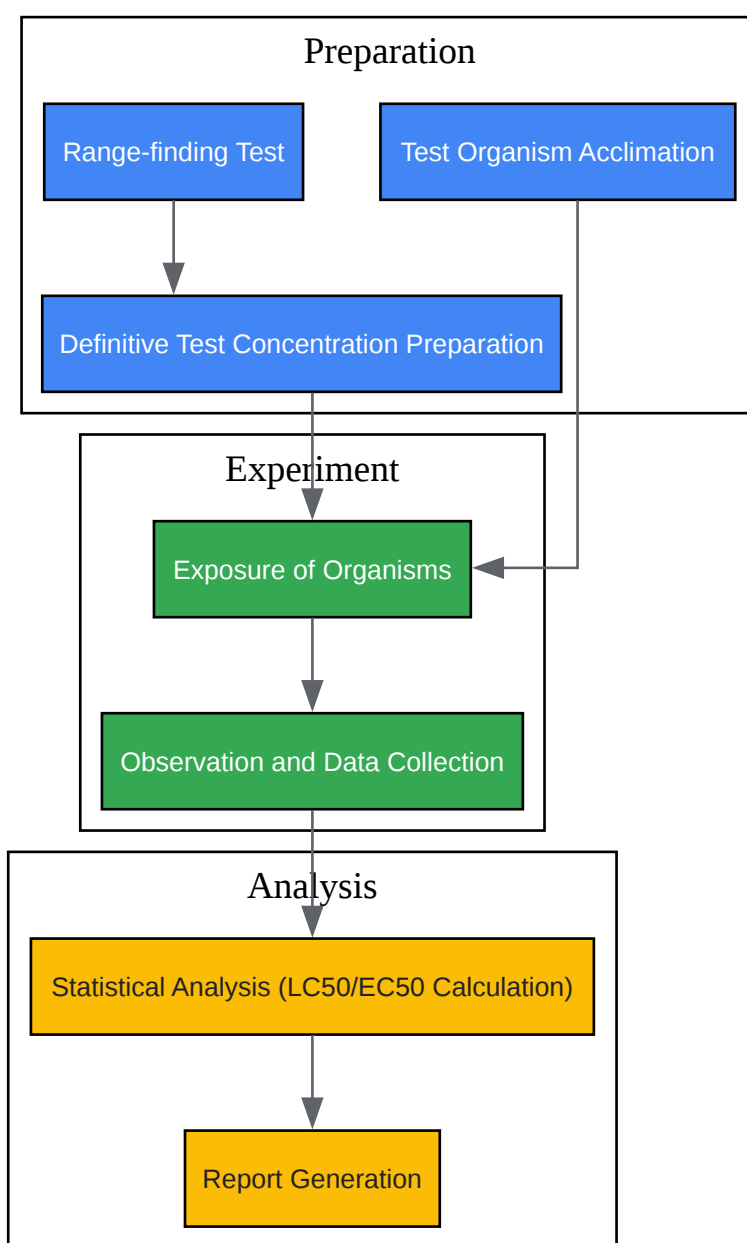 Preparation
Range-finding Test
Test Organism Acclimation
Definitive Test Concentration Preparation
Experiment
Exposure of Organisms
Observation and Data Collection
Analysis
Statistical Analysis (LC50/EC50 Calculation)
Report Generation